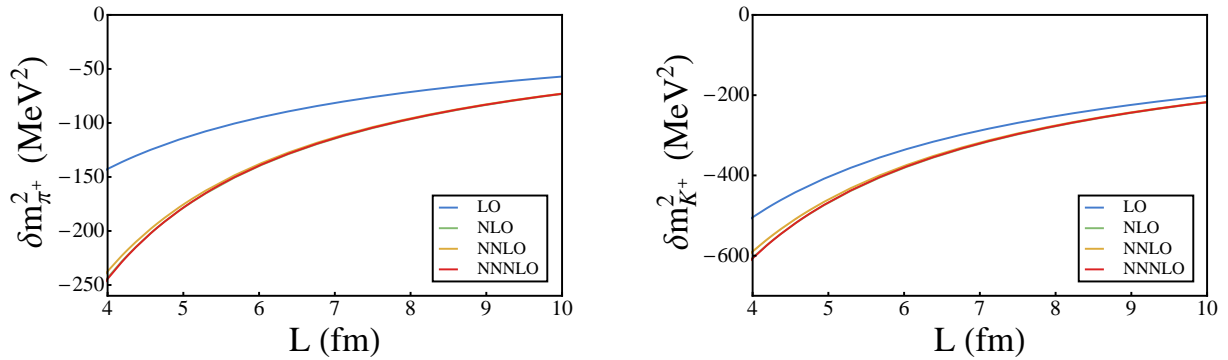 δm²π⁺ (MeV²)
0
−50
−100
−150
−200
−250
4 5 6 7 8 9 10
L (fm)
LO
NLO
NNLO
NNNLO
δm²K⁺ (MeV²)
0
−200
−400
−600
4 5 6 7 8 9 10
L (fm)
LO
NLO
NNLO
NNNLO